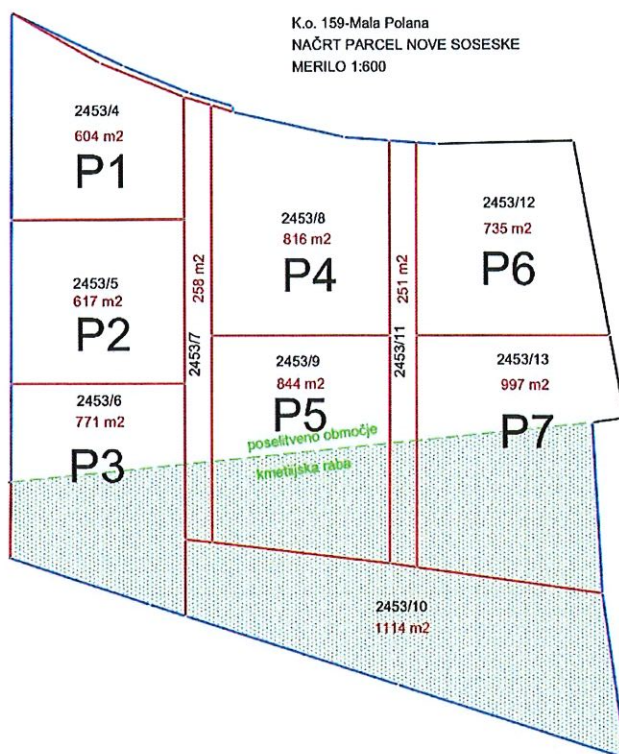 K.o. 159-Mala Polana
NAČRT PARCEL NOVE SOSESKE
MERILO 1:600
2453/4
604 m2
P1
2453/5
617 m2
P2
2453/6
771 m2
P3
258 m2
2453/7
2453/8
816 m2
P4
2453/9
844 m2
P5
251 m2
2453/11
2453/12
735 m2
P6
2453/13
997 m2
P7
poselitveno območje
kmetijska raba
2453/10
1114 m2